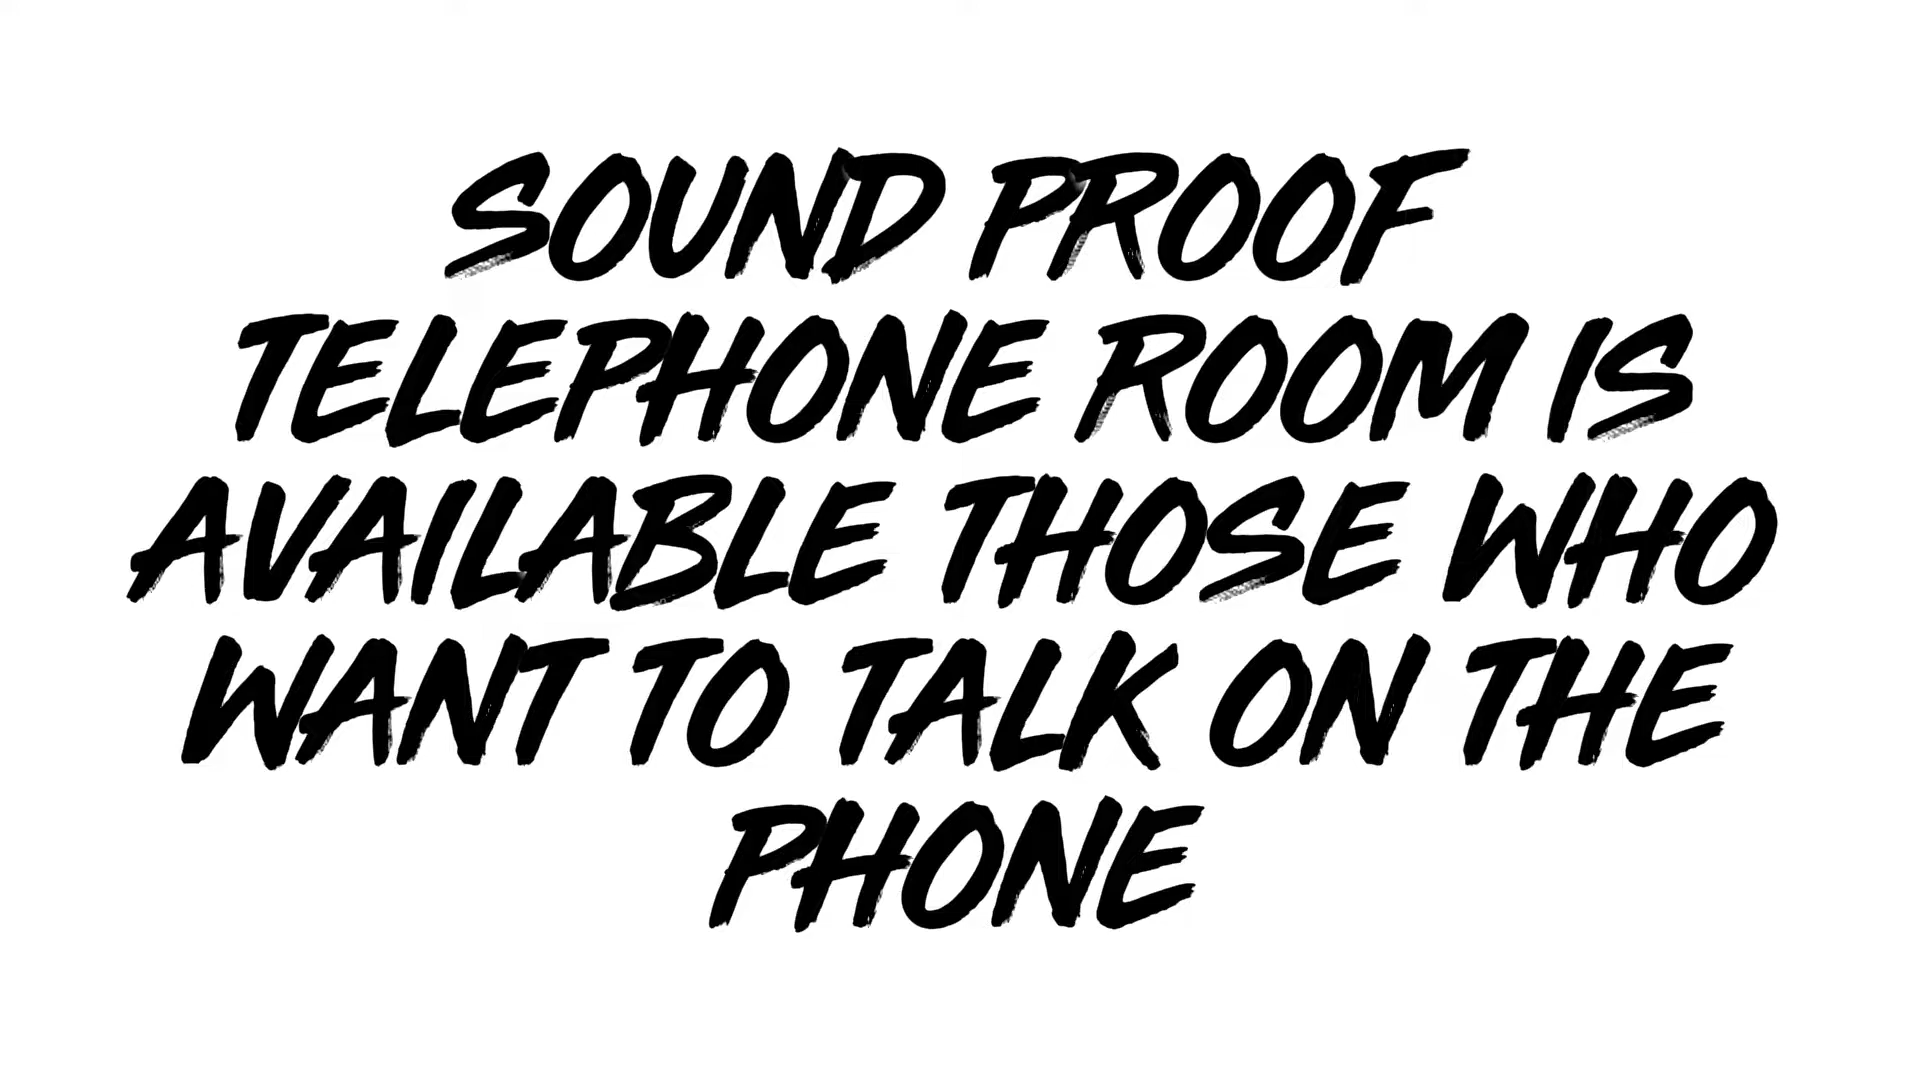 SOUND PROOF
TELEPHONE ROOM IS
AVAILABLE THOSE WHO
WANT TO TALK ON THE
PHONE